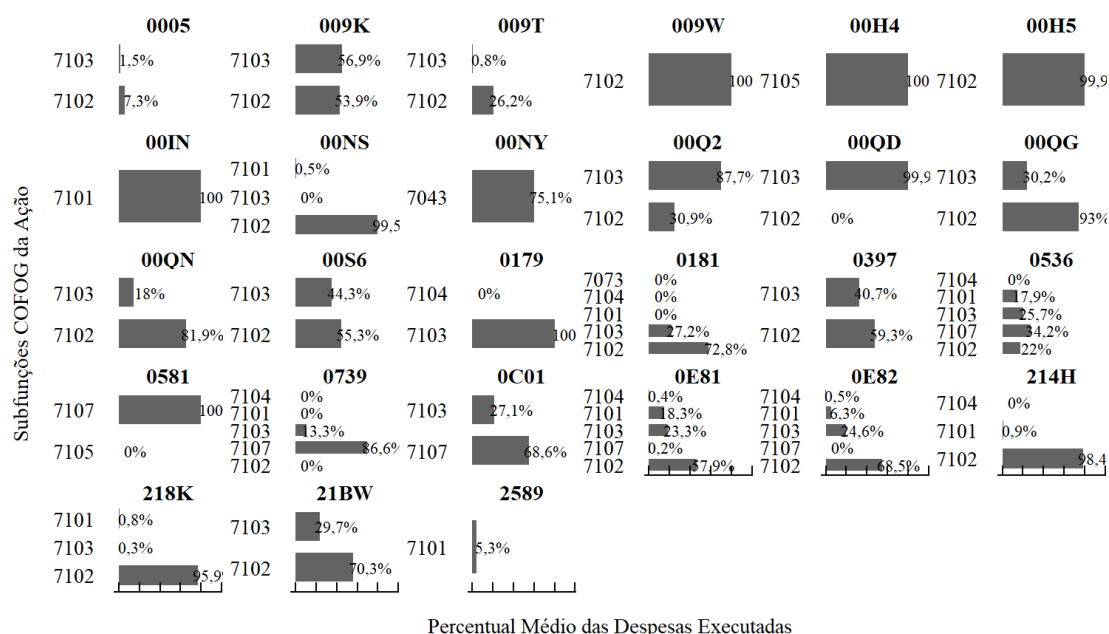 0005 009K 009T 009W 00H4 00H5
7103 1,5% 7103 56,9% 7103 0,8%
7102 100 7105 100 7102 99,9
7102 7,3% 7102 53,9% 7102 26,2%
00IN 00NS 00NY 00Q2 00QD 00QG
7101 0,5%
7103 87,7% 7103 99,9 7103 30,2%
7101 100 7103 0% 7043 75,1%
7102 30,9% 7102 0% 7102 93%
7102 99,5
00QN 00S6 0179 0181 0397 0536
7103 18% 7103 44,3% 7104 0% 7103 40,7%
7102 81,9% 7102 55,3% 7103 100 7102 59,3%
7073 0% 7104 0%
7104 0% 7101 17,9%
7101 0% 7103 25,7%
7103 27,2% 7107 34,2%
7102 72,8% 7102 22%
Subfunções COFOG da Ação
0581 0739 0C01 0E81 0E82 214H
7107 100 7103 27,1% 7104 0%
7101 0,9%
7105 0% 7107 68,6% 7102 98,4
7104 0% 7104 0,4% 7104 0,5%
7101 0% 7101 18,3% 7101 6,3%
7103 13,3% 7103 23,3% 7103 24,6%
7107 86,6% 7107 0,2% 7107 0%
7102 0% 7102 57,9% 7102 68,5%
218K 21BW 2589
7101 0,8% 7103 29,7%
7103 0,3% 7101 5,3%
7102 95,9% 7102 70,3%
Percentual Médio das Despesas Executadas